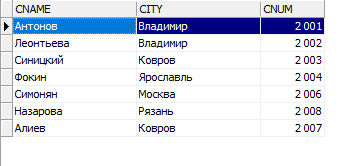 CNAME CITY CNUM
Антонов Владимир 2 001
Леонтьева Владимир 2 002
Синицкий Ковров 2 003
Фокин Ярославль 2 004
Симонян Москва 2 006
Назарова Рязань 2 008
Алиев Ковров 2 007